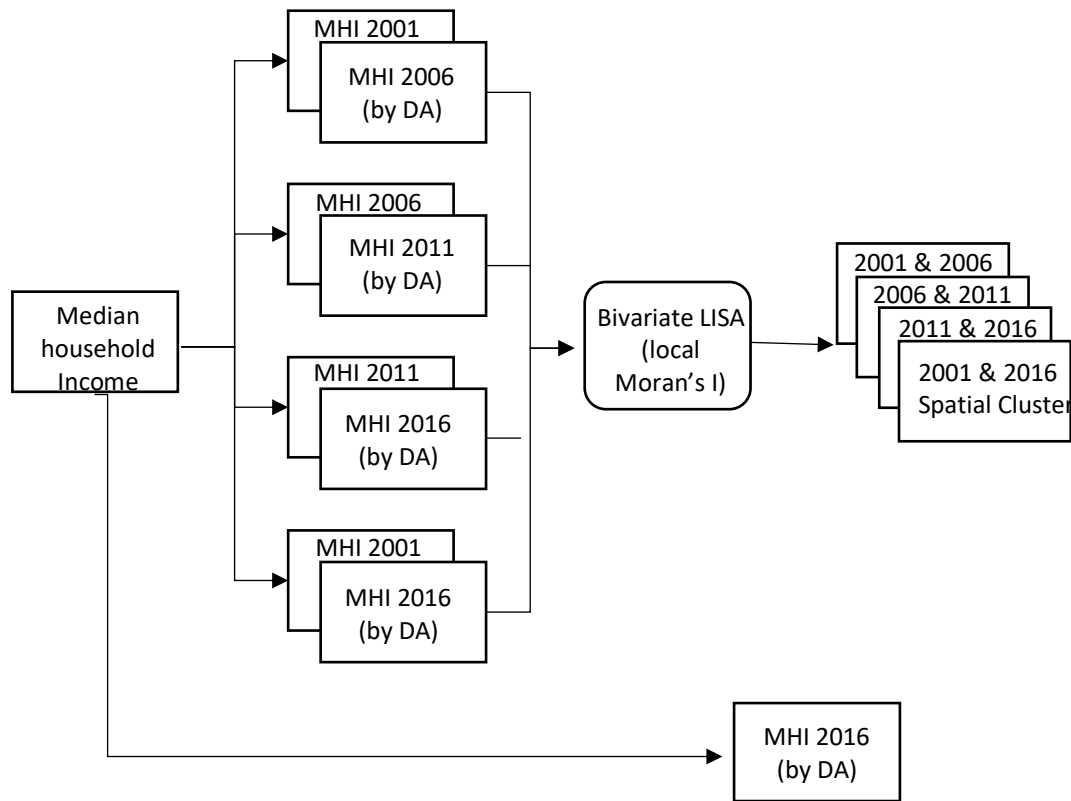 MHI 2001
MHI 2006
(by DA)
MHI 2006
MHI 2011
(by DA)
Median
household
Income
MHI 2011
MHI 2016
(by DA)
MHI 2001
MHI 2016
(by DA)
Bivariate LISA
(local
Moran’s I)
2001 & 2006
2006 & 2011
2011 & 2016
2001 & 2016
Spatial Cluster
MHI 2016
(by DA)